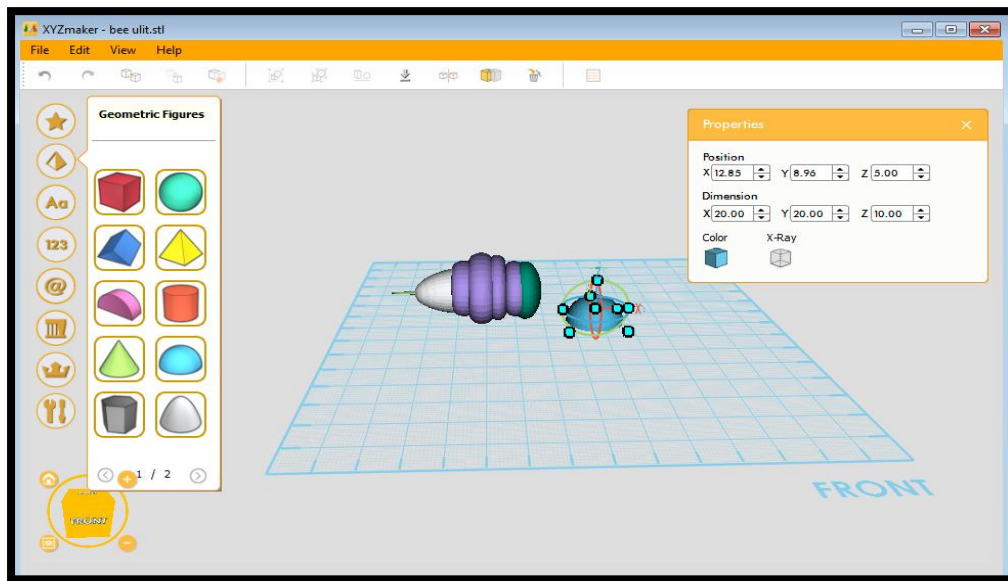 XYZmaker - bee ulit.stl
File Edit View Help
Geometric Figures
Aa
123
@
1 / 2
FRONT
Properties
Position
X 12.85 Y 8.96 Z 5.00
Dimension
X 20.00 Y 20.00 Z 10.00
Color X-Ray
Z
X
FRONT